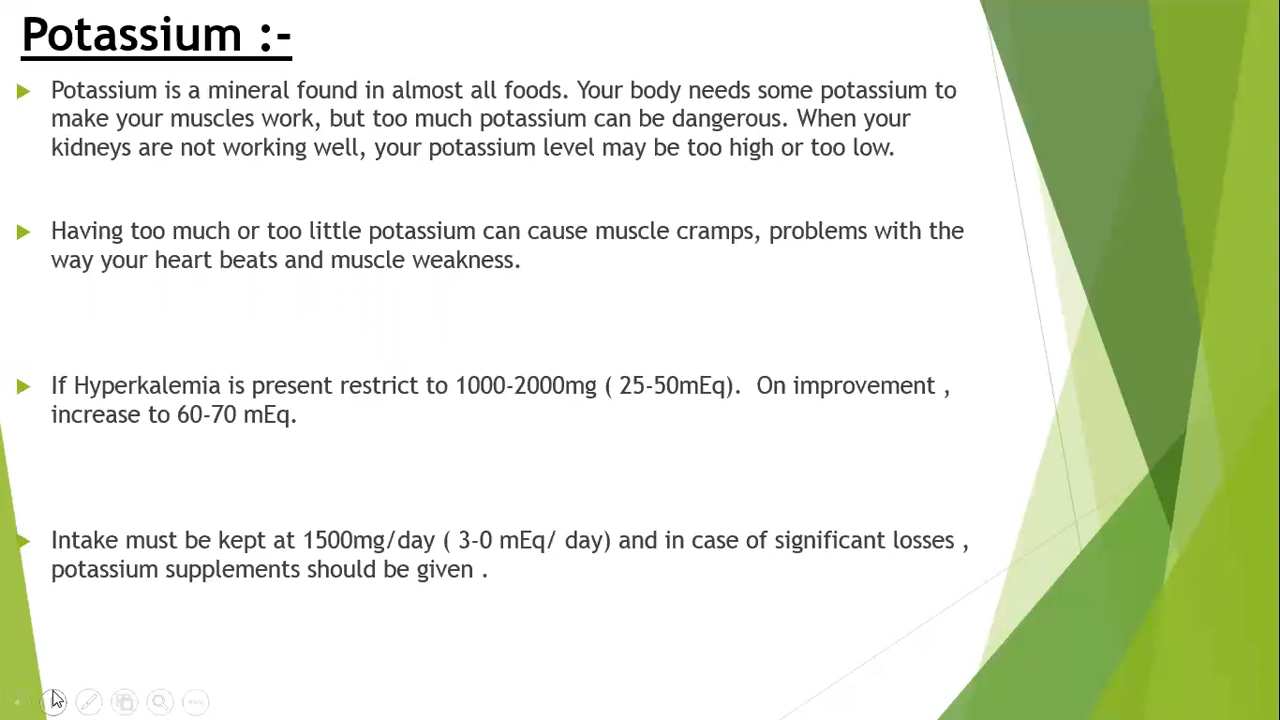 Potassium :-
Potassium is a mineral found in almost all foods. Your body needs some potassium to
make your muscles work, but too much potassium can be dangerous. When your
kidneys are not working well, your potassium level may be too high or too low.
Having too much or too little potassium can cause muscle cramps, problems with the
way your heart beats and muscle weakness.
If Hyperkalemia is present restrict to 1000-2000mg ( 25-50mEq).  On improvement ,
increase to 60-70 mEq.
Intake must be kept at 1500mg/day ( 3-0 mEq/ day) and in case of significant losses ,
potassium supplements should be given .